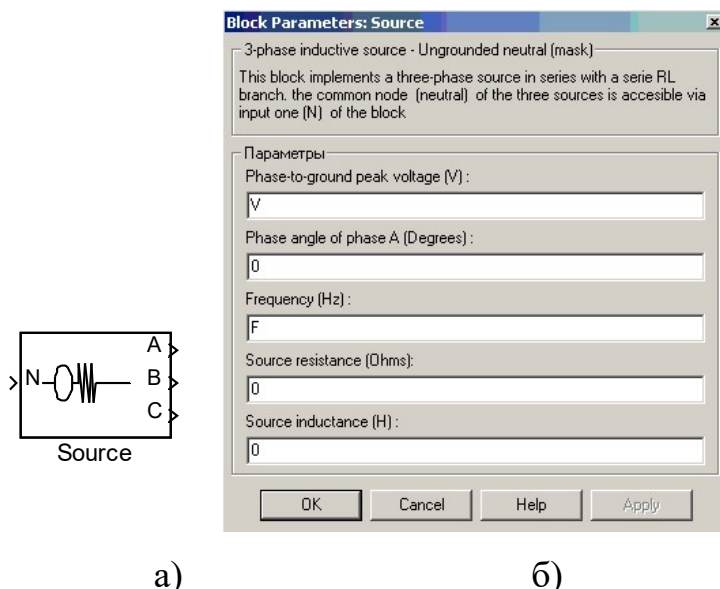 Block Parameters: Source
3-phase inductive source - Ungrounded neutral (mask)
This block implements a three-phase source in series with a serie RL
branch. the common node (neutral) of the three sources is accesible via
input one (N) of the block
Параметры
Phase-to-ground peak voltage (V) :
V
Phase angle of phase A (Degrees) :
0
Frequency (Hz) :
F
Source resistance (Ohms):
0
Source inductance (H) :
0
OK Cancel Help Apply
A
N B
C
Source
а) б)